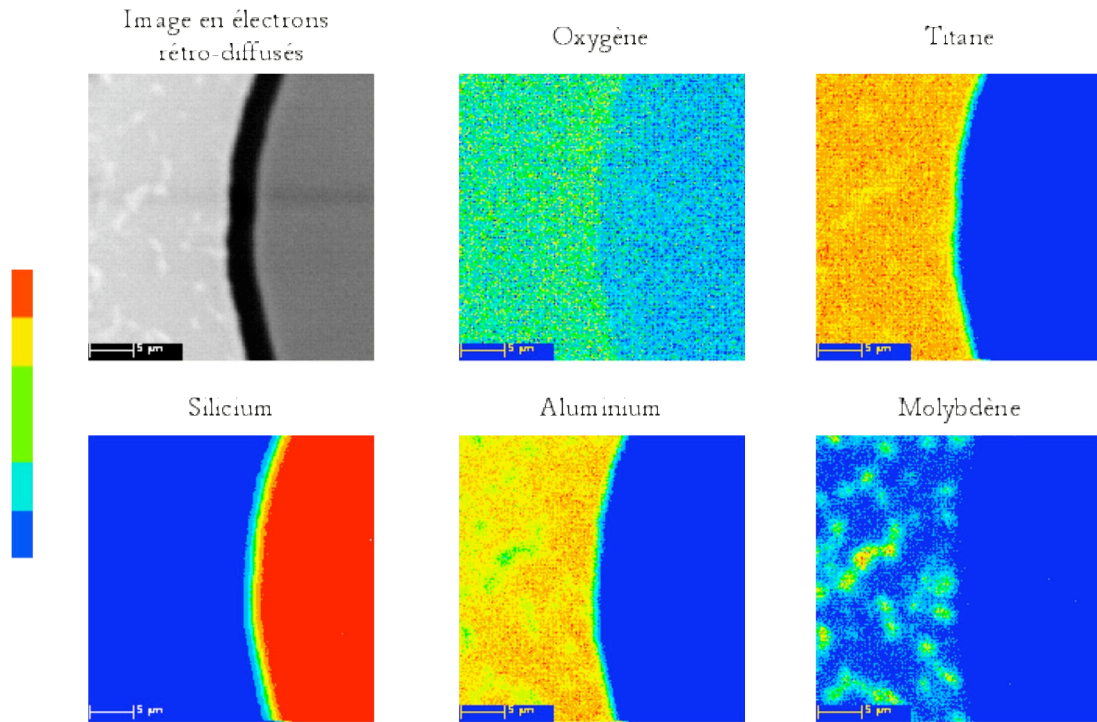 Image en électrons
rétro-diffusés
Oxygène
Titane
5 µm
5 µm
5 µm
Silicium
Aluminium
Molybdène
5 µm
5 µm
5 µm